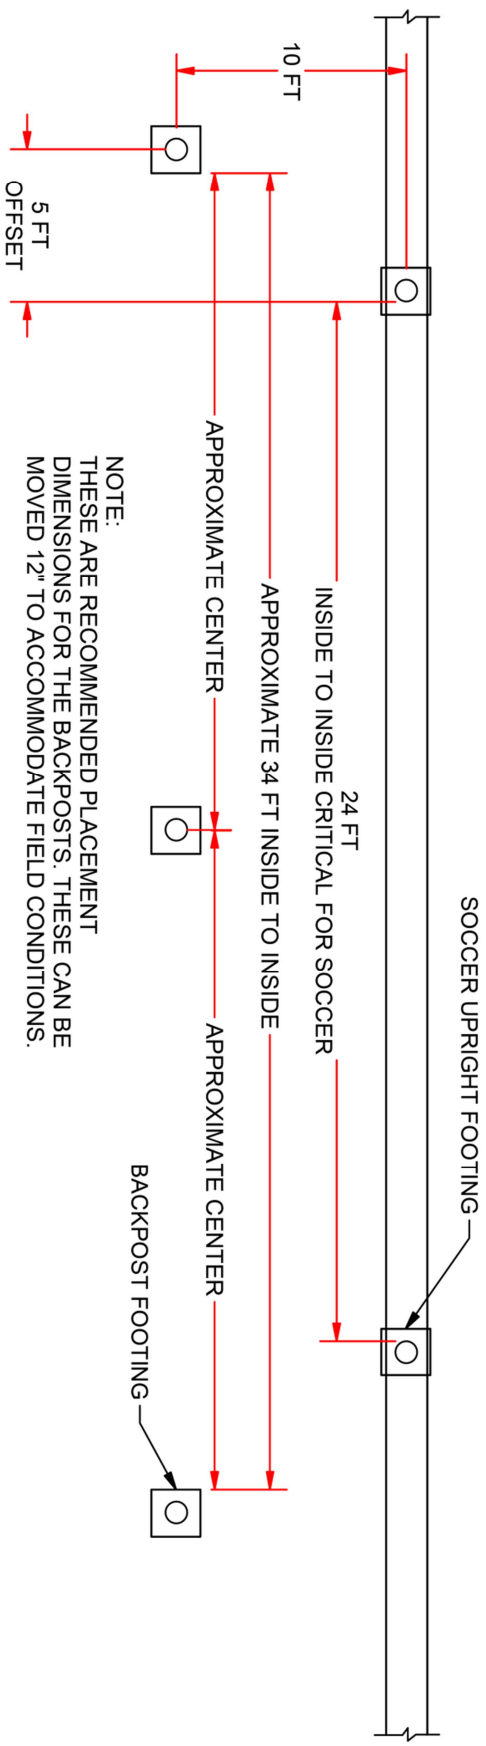 SOCCER UPRIGHT FOOTING
10 FT
24 FT
INSIDE TO INSIDE CRITICAL FOR SOCCER
APPROXIMATE 34 FT INSIDE TO INSIDE
APPROXIMATE CENTER
APPROXIMATE CENTER
BACKPOST FOOTING
5 FT
OFFSET
NOTE:
THESE ARE RECOMMENDED PLACEMENT
DIMENSIONS FOR THE BACKPOSTS. THESE CAN BE
MOVED 12" TO ACCOMMODATE FIELD CONDITIONS.